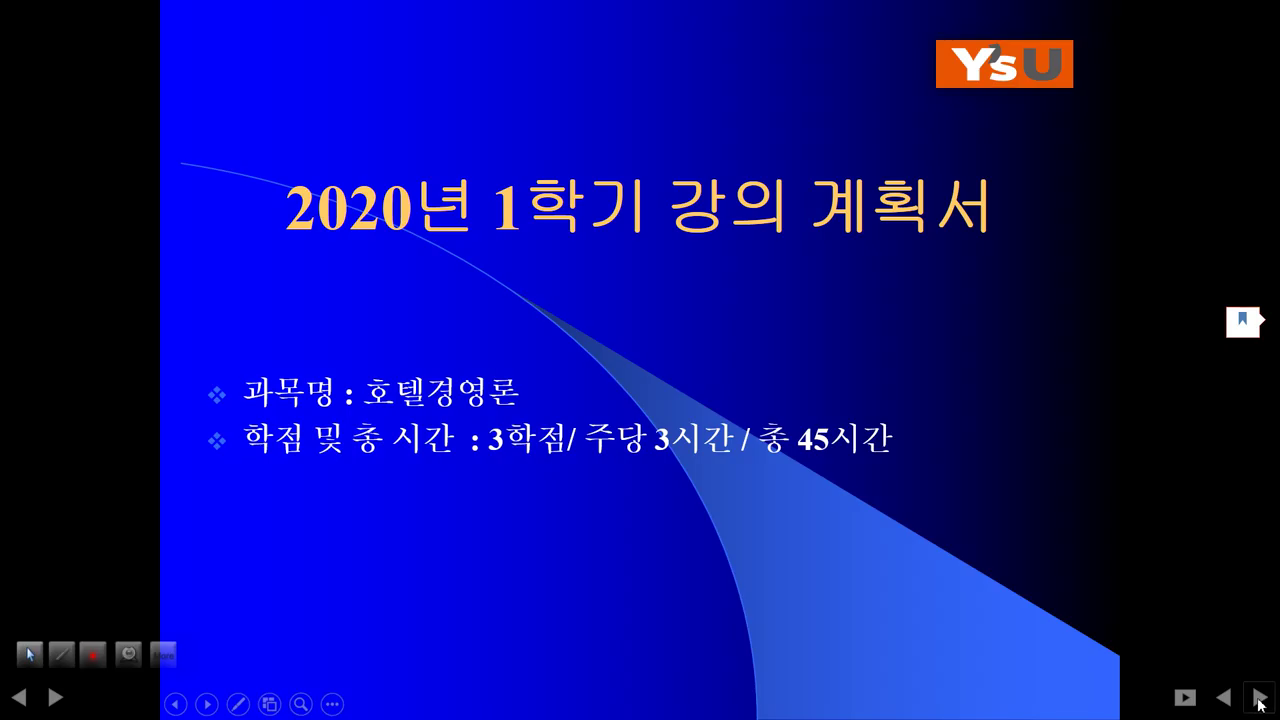 Y'sU
2020년 1학기 강의 계획서
과목명 : 호텔경영론
학점 및 총 시간 : 3학점/ 주당 3시간 / 총 45시간
More